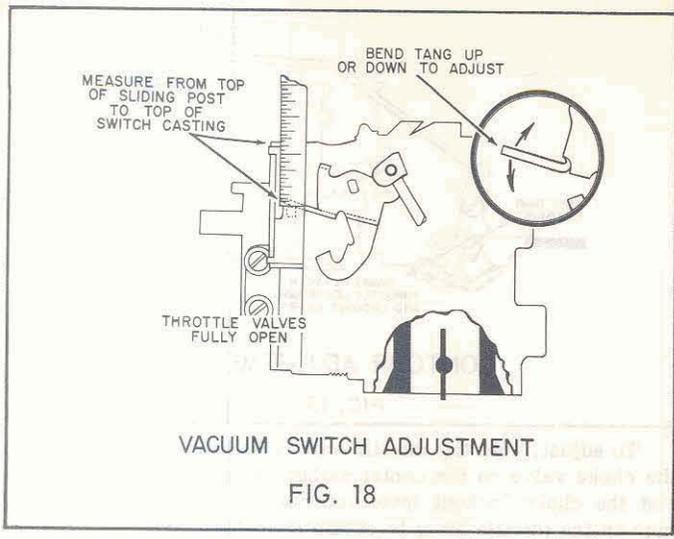 BEND TANG UP
OR DOWN TO ADJUST
MEASURE FROM TOP
OF SLIDING POST
TO TOP OF
SWITCH CASTING
THROTTLE VALVES
FULLY OPEN
VACUUM SWITCH ADJUSTMENT
FIG. 18